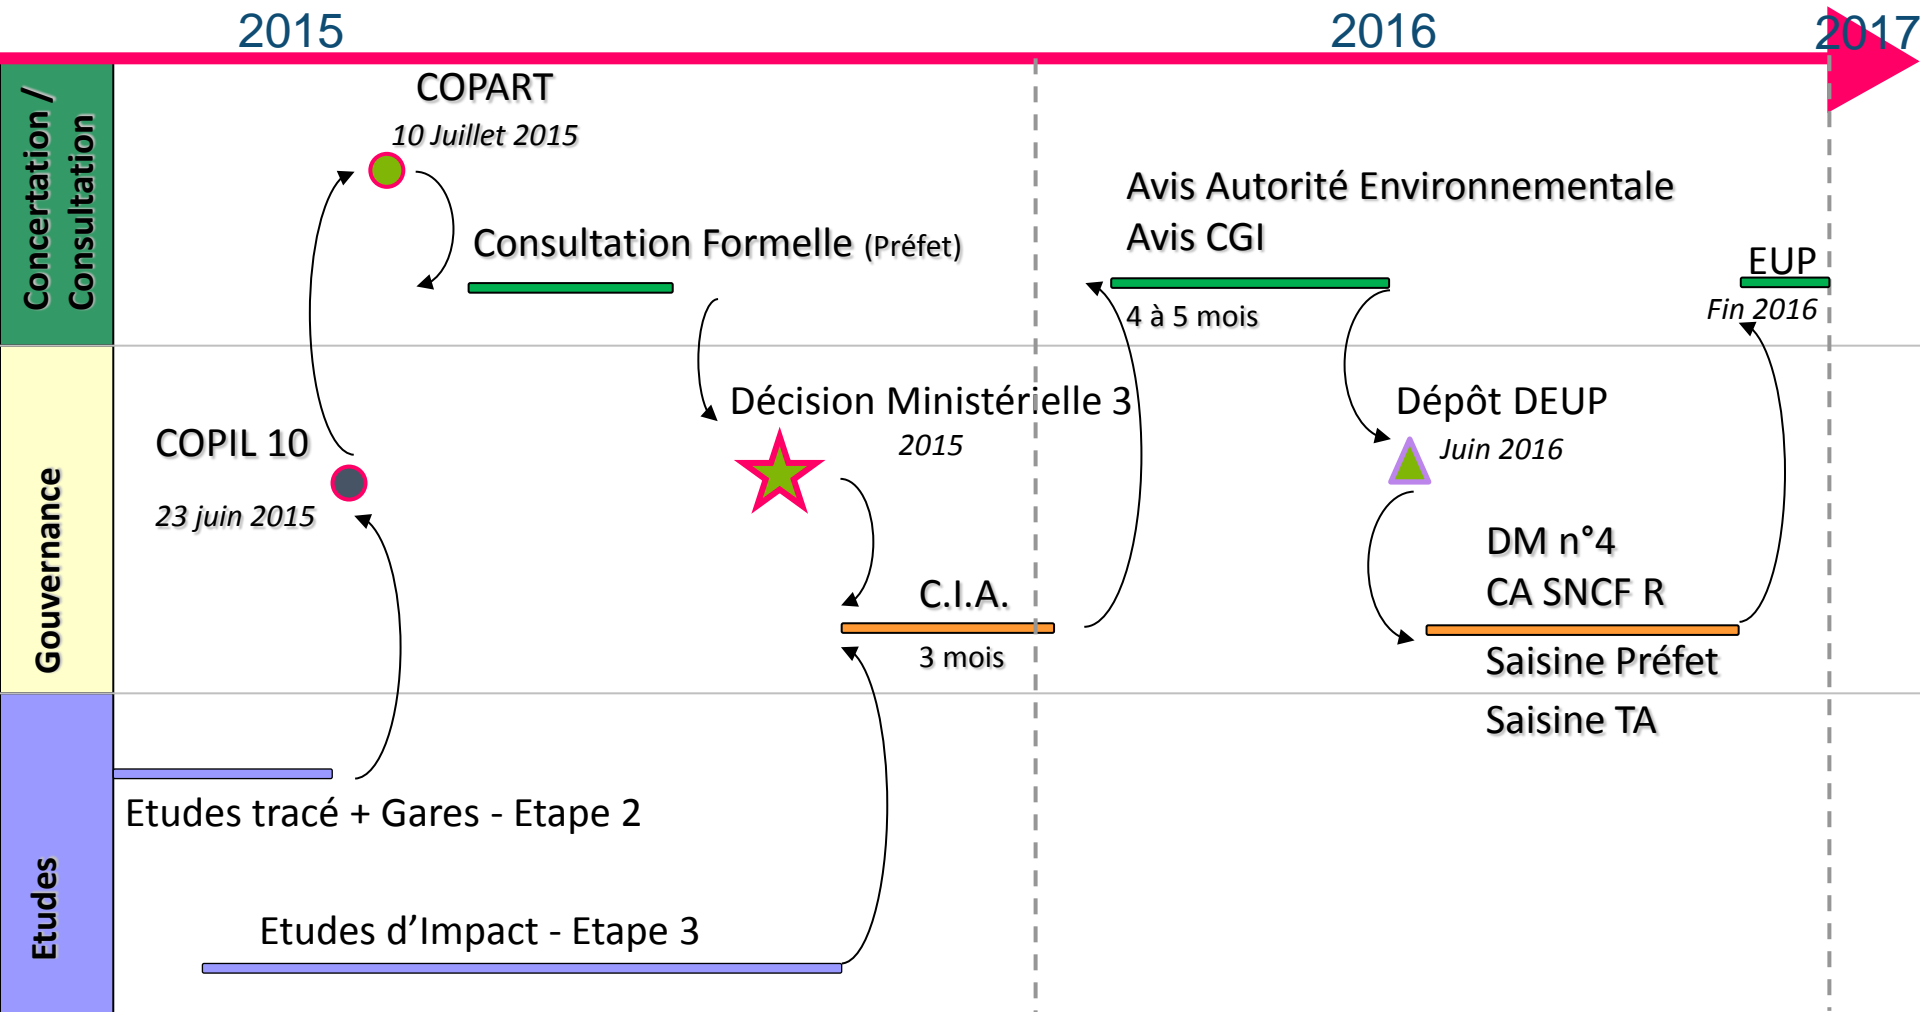 2015
2016
2017
Concertation /
Consultation
COPART
10 Juillet 2015
Consultation Formelle (Préfet)
Avis Autorité Environnementale
Avis CGI
4 à 5 mois
EUP
Fin 2016
Gouvernance
COPIL 10
23 juin 2015
Décision Ministérielle 3
2015
C.I.A.
3 mois
Dépôt DEUP
Juin 2016
DM n°4
CA SNCF R
Saisine Préfet
Saisine TA
Etudes
Etudes tracé + Gares - Etape 2
Etudes d’Impact - Etape 3